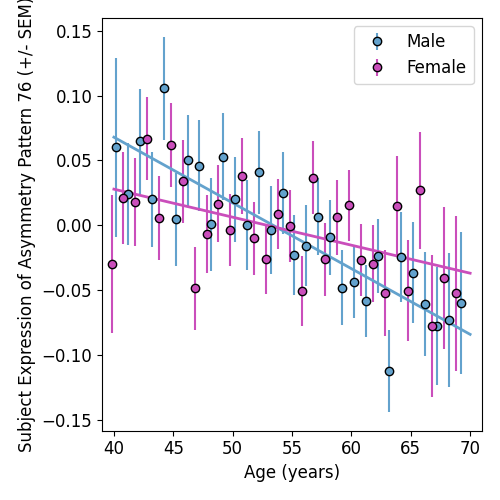 Subject Expression of Asymmetry Pattern 76 (+/- SEM)
0.15
0.10
0.05
0.00
−0.05
−0.10
−0.15
Male
Female
40 45 50 55 60 65 70
Age (years)